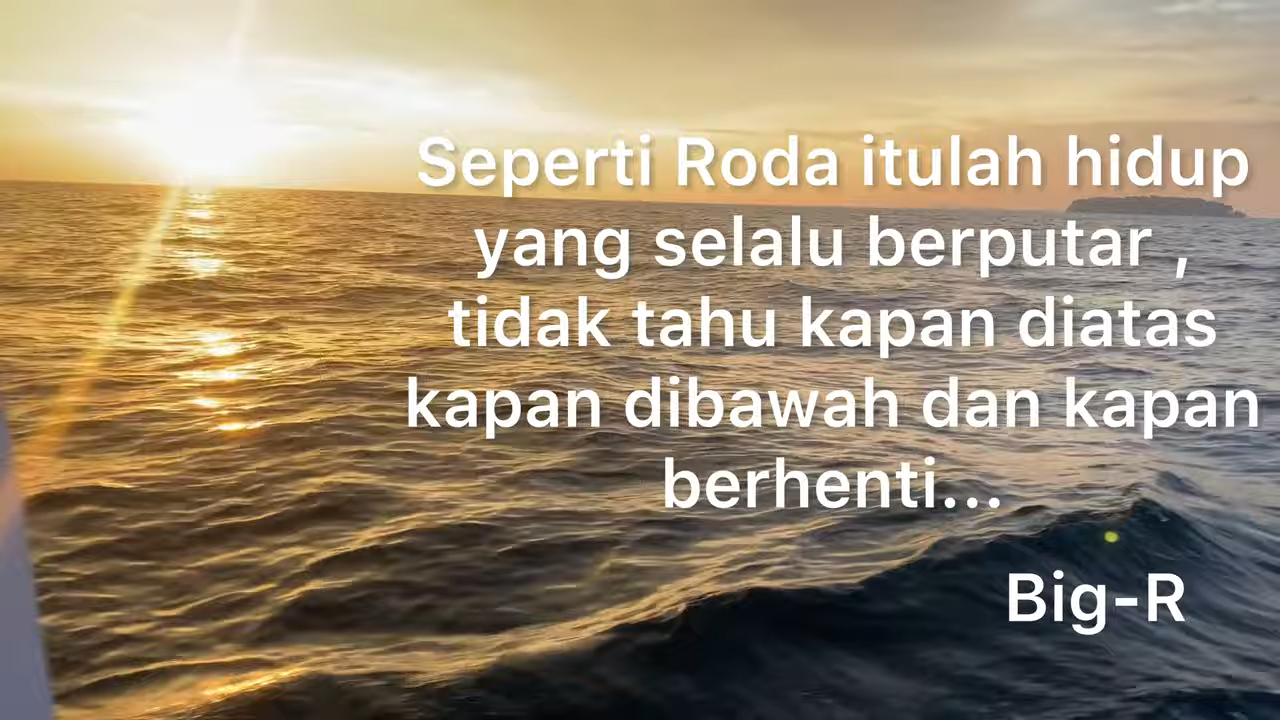 Seperti Roda itulah hidup
yang selalu berputar ,
tidak tahu kapan diatas
kapan dibawah dan kapan
berhenti...
Big-R